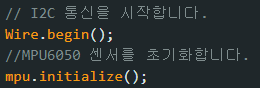 // I2C 통신을 시작합니다.
Wire.begin();
//MPU6050 센서를 초기화합니다.
mpu.initialize();